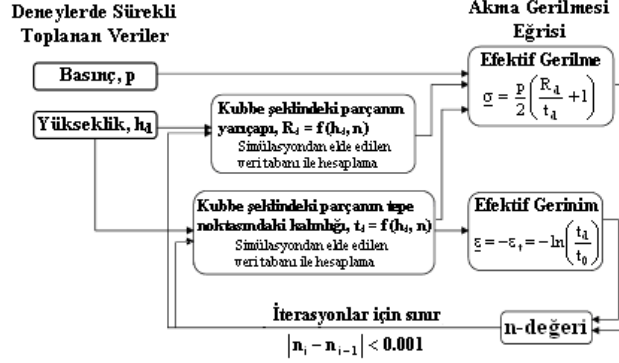 Deneylerde Sürekli
Toplanan Veriler
Akma Gerilmesi
Eğrisi
Basınç, p
Efektif Gerilme
σ = p/2 (R_d/t_d + 1)
Yükseklik, h_d
Kubbe şeklindeki parçanın
yarıçapı, R_d = f (h_d, n)
Simülasyondan elde edilen
veri tabanı ile hesaplama
Kubbe şeklindeki parçanın tepe
noktasındaki kalınlığı, t_d = f (h_d, n)
Simülasyondan elde edilen
veri tabanı ile hesaplama
Efektif Gerinim
ε = −ε_t = −ln(t_d/t_0)
İterasyonlar için sınır
|n_i − n_{i−1}| < 0.001
n-değeri